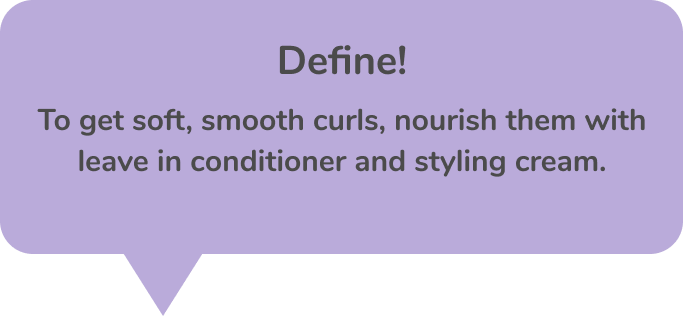 Define!
To get soft, smooth curls, nourish them with
leave in conditioner and styling cream.